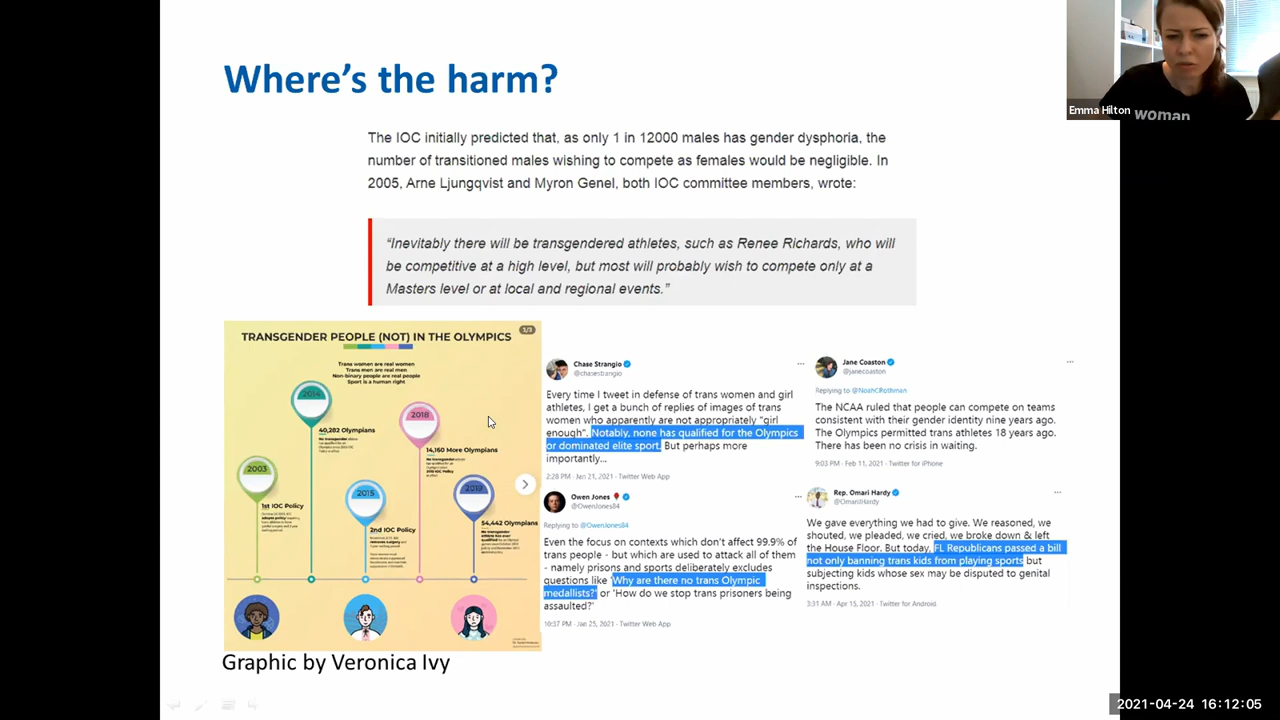 Where's the harm?
Emma Hilton
woman
The IOC initially predicted that, as only 1 in 12000 males has gender dysphoria, the
number of transitioned males wishing to compete as females would be negligible. In
2005, Arne Ljungqvist and Myron Genel, both IOC committee members, wrote:
“Inevitably there will be transgendered athletes, such as Renee Richards, who will
be competitive at a high level, but most will probably wish to compete only at a
Masters level or at local and regional events.”
1/3
TRANSGENDER PEOPLE (NOT) IN THE OLYMPICS
Trans women are real women
Trans men are real men
Non-binary people are real people
Sport is a human right
2014
40,282 Olympians
2018
14,160 More Olympians
2003
1st IOC Policy
2015
2nd IOC Policy
2019
54,442 Olympians
Graphic by Veronica Ivy
Chase Strangio
@chasestrangio
Every time I tweet in defense of trans women and girl
athletes, I get a bunch of replies of images of trans
women who apparently are not appropriately "girl
enough". Notably, none has qualified for the Olympics
or dominated elite sport. But perhaps more
importantly...
2:28 PM · Jan 21, 2021 · Twitter Web App
Jane Coaston
@janecoaston
Replying to @NoahCRothman
The NCAA ruled that people can compete on teams
consistent with their gender identity nine years ago.
The Olympics permitted trans athletes 18 years ago.
There has been no crisis in waiting.
9:03 PM · Feb 11, 2021 · Twitter for iPhone
Owen Jones
@OwenJones84
Replying to @OwenJones84
Even the focus on contexts which don't affect 99.9% of
trans people - but which are used to attack all of them
- namely prisons and sports deliberately excludes
questions like 'Why are there no trans Olympic
medallists?' or 'How do we stop trans prisoners being
assaulted?'
10:37 PM · Jan 25, 2021 · Twitter Web App
Rep. Omari Hardy
@OmariJHardy
We gave everything we had to give. We reasoned, we
shouted, we pleaded, we cried, we broke down & left
the House Floor. But today, FL Republicans passed a bill
not only banning trans kids from playing sports but
subjecting kids whose sex may be disputed to genital
inspections.
3:31 AM · Apr 15, 2021 · Twitter for Android
2021-04-24 16:12:05